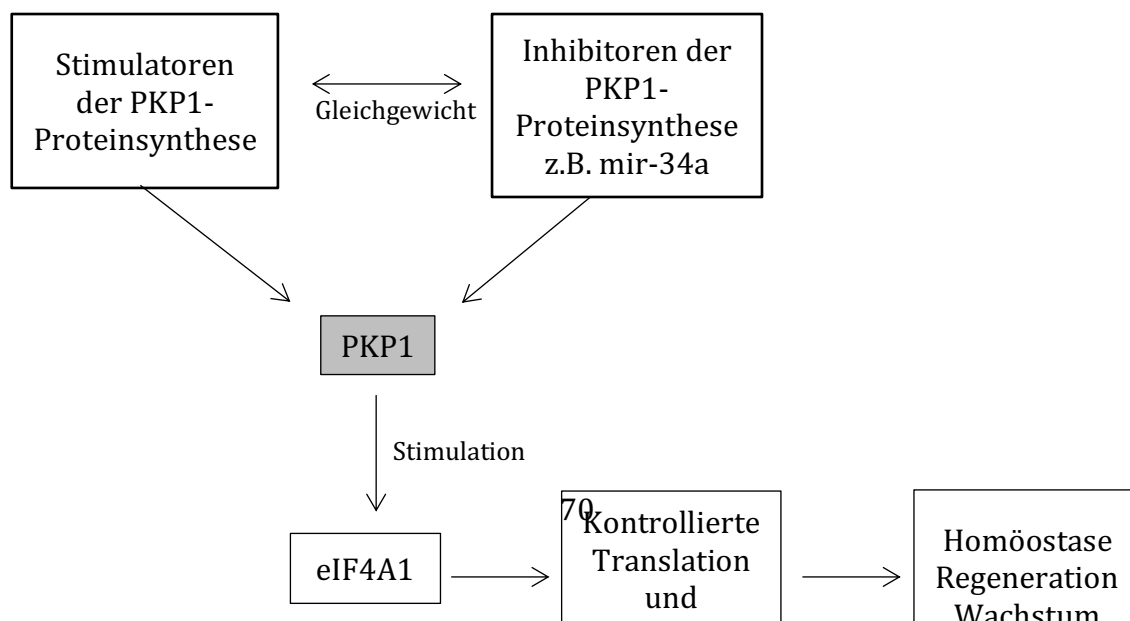 Stimulatoren
der PKP1-
Proteinsynthese
Gleichgewicht
Inhibitoren der
PKP1-
Proteinsynthese
z.B. mir-34a
PKP1
Stimulation
eIF4A1
70
Kontrollierte
Translation
und
Homöostase
Regeneration
Wachstum